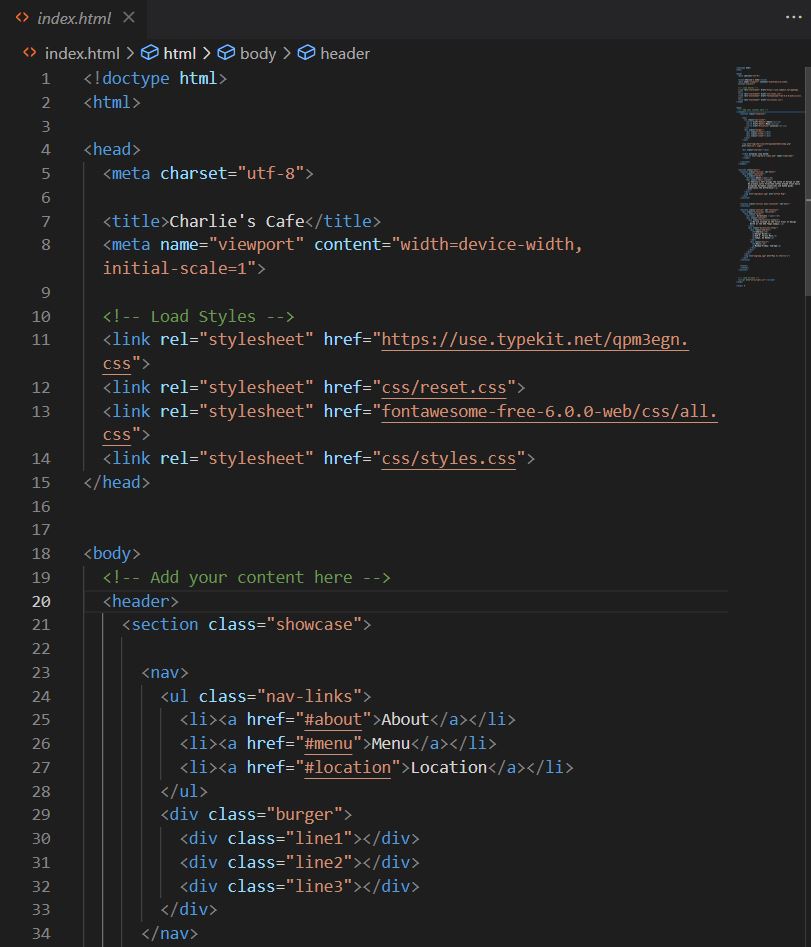 index.html
index.html > html > body > header
1 <!doctype html>
2 <html>
3
4 <head>
5 <meta charset="utf-8">
6
7 <title>Charlie's Cafe</title>
8 <meta name="viewport" content="width=device-width,
initial-scale=1">
9
10 <!-- Load Styles -->
11 <link rel="stylesheet" href="https://use.typekit.net/qpm3egn.
css">
12 <link rel="stylesheet" href="css/reset.css">
13 <link rel="stylesheet" href="fontawesome-free-6.0.0-web/css/all.
css">
14 <link rel="stylesheet" href="css/styles.css">
15 </head>
16
17
18 <body>
19 <!-- Add your content here -->
20 <header>
21 <section class="showcase">
22
23 <nav>
24 <ul class="nav-links">
25 <li><a href="#about">About</a></li>
26 <li><a href="#menu">Menu</a></li>
27 <li><a href="#location">Location</a></li>
28 </ul>
29 <div class="burger">
30 <div class="line1"></div>
31 <div class="line2"></div>
32 <div class="line3"></div>
33 </div>
34 </nav>